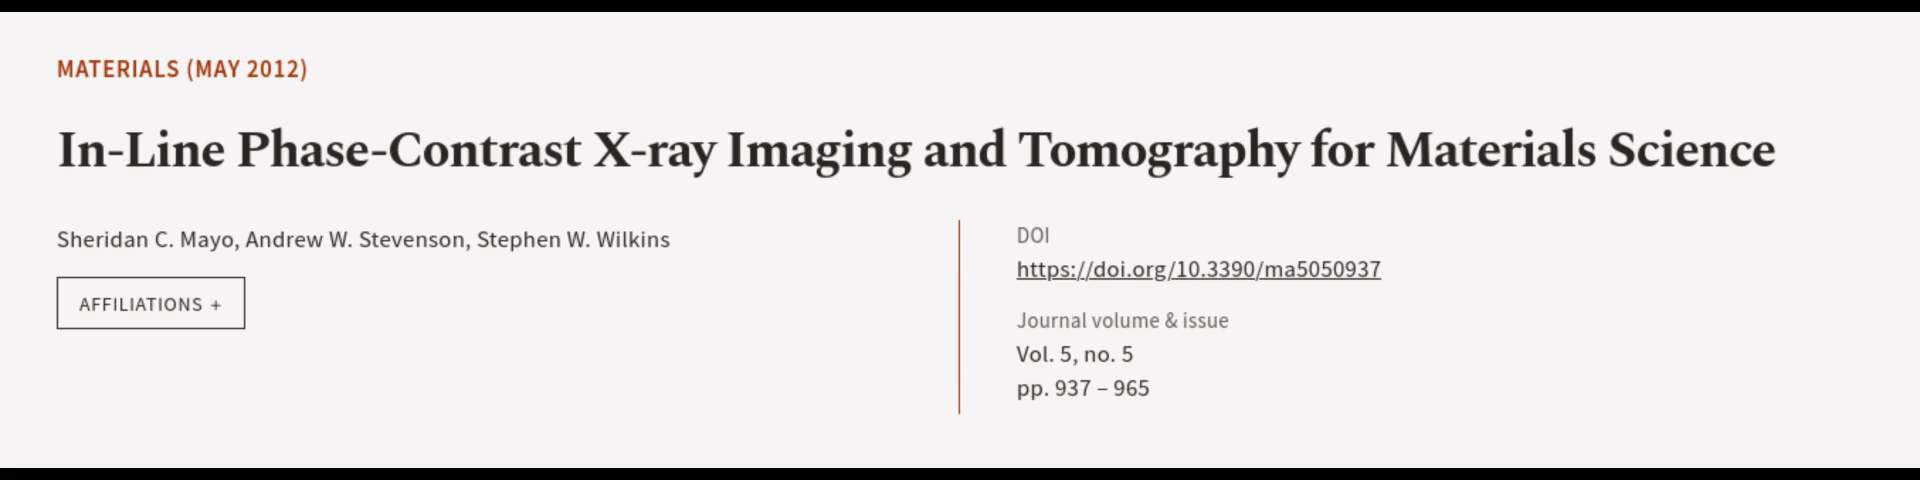 MATERIALS (MAY 2012)
In-Line Phase-Contrast X-ray Imaging and Tomography for Materials Science
Sheridan C. Mayo, Andrew W. Stevenson, Stephen W. Wilkins
AFFILIATIONS +
DOI
https://doi.org/10.3390/ma5050937
Journal volume & issue
Vol. 5, no. 5
pp. 937 – 965